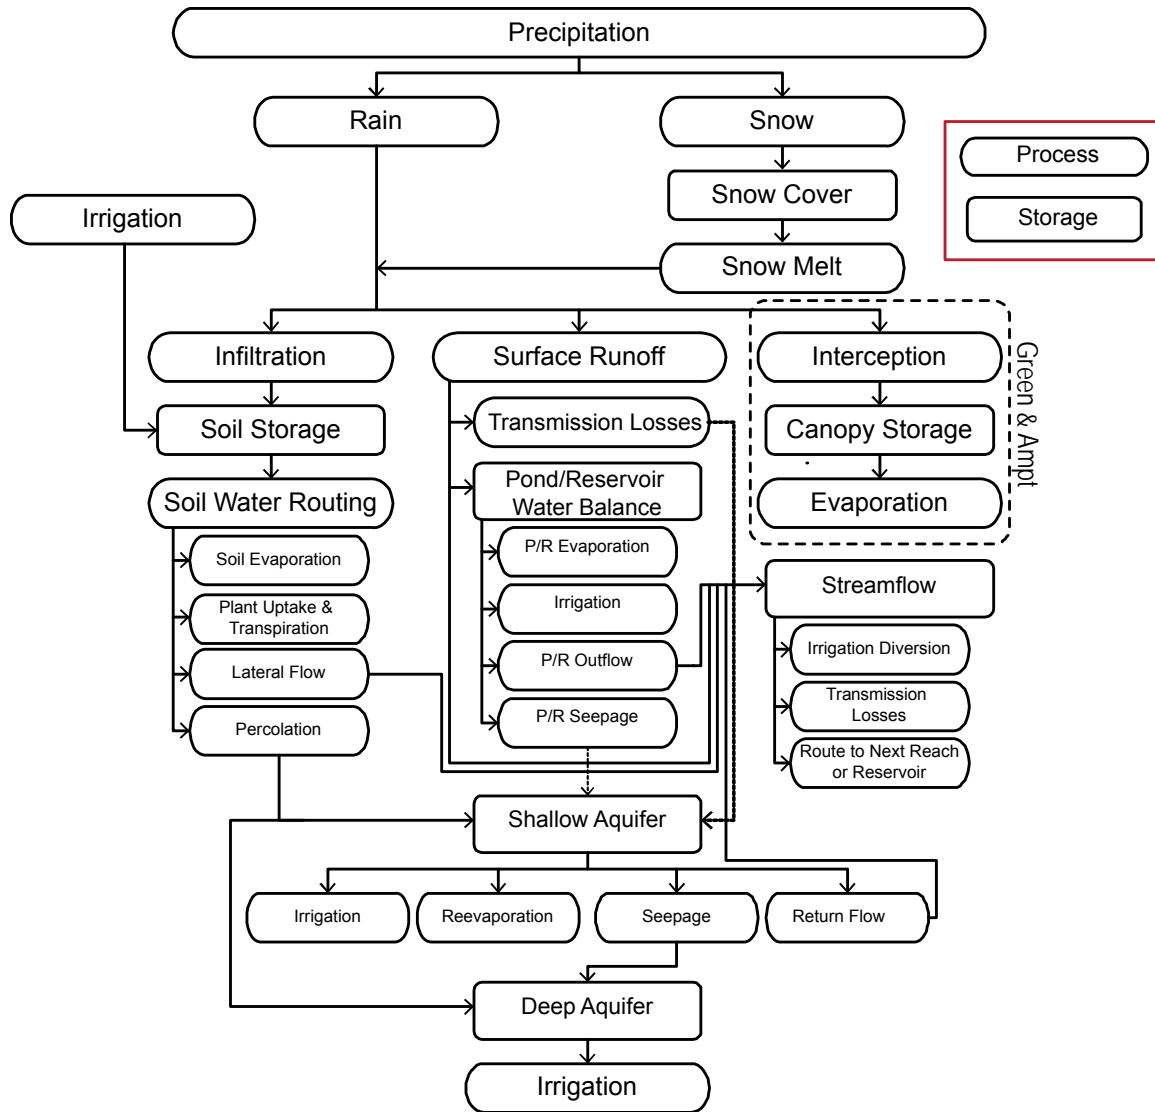 Precipitation
Rain
Snow
Process
Snow Cover
Storage
Irrigation
Snow Melt
Infiltration
Surface Runoff
Interception
Green & Ampt
Soil Storage
Transmission Losses
Canopy Storage
Soil Water Routing
Pond/Reservoir
Water Balance
Evaporation
Soil Evaporation
Plant Uptake &
Transpiration
Lateral Flow
Percolation
P/R Evaporation
Irrigation
P/R Outflow
P/R Seepage
Streamflow
Irrigation Diversion
Transmission
Losses
Route to Next Reach
or Reservoir
Shallow Aquifer
Irrigation
Reevaporation
Seepage
Return Flow
Deep Aquifer
Irrigation